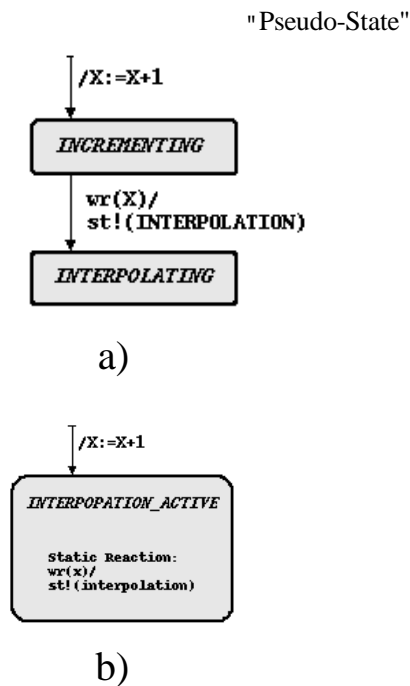 "Pseudo-State"
/X:=X+1
INCREMENTING
wr(X)/
st!(INTERPOLATION)
INTERPOLATING
a)
/X:=X+1
INTERPOPATION_ACTIVE
Static Reaction:
wr(x)/
st!(interpolation)
b)